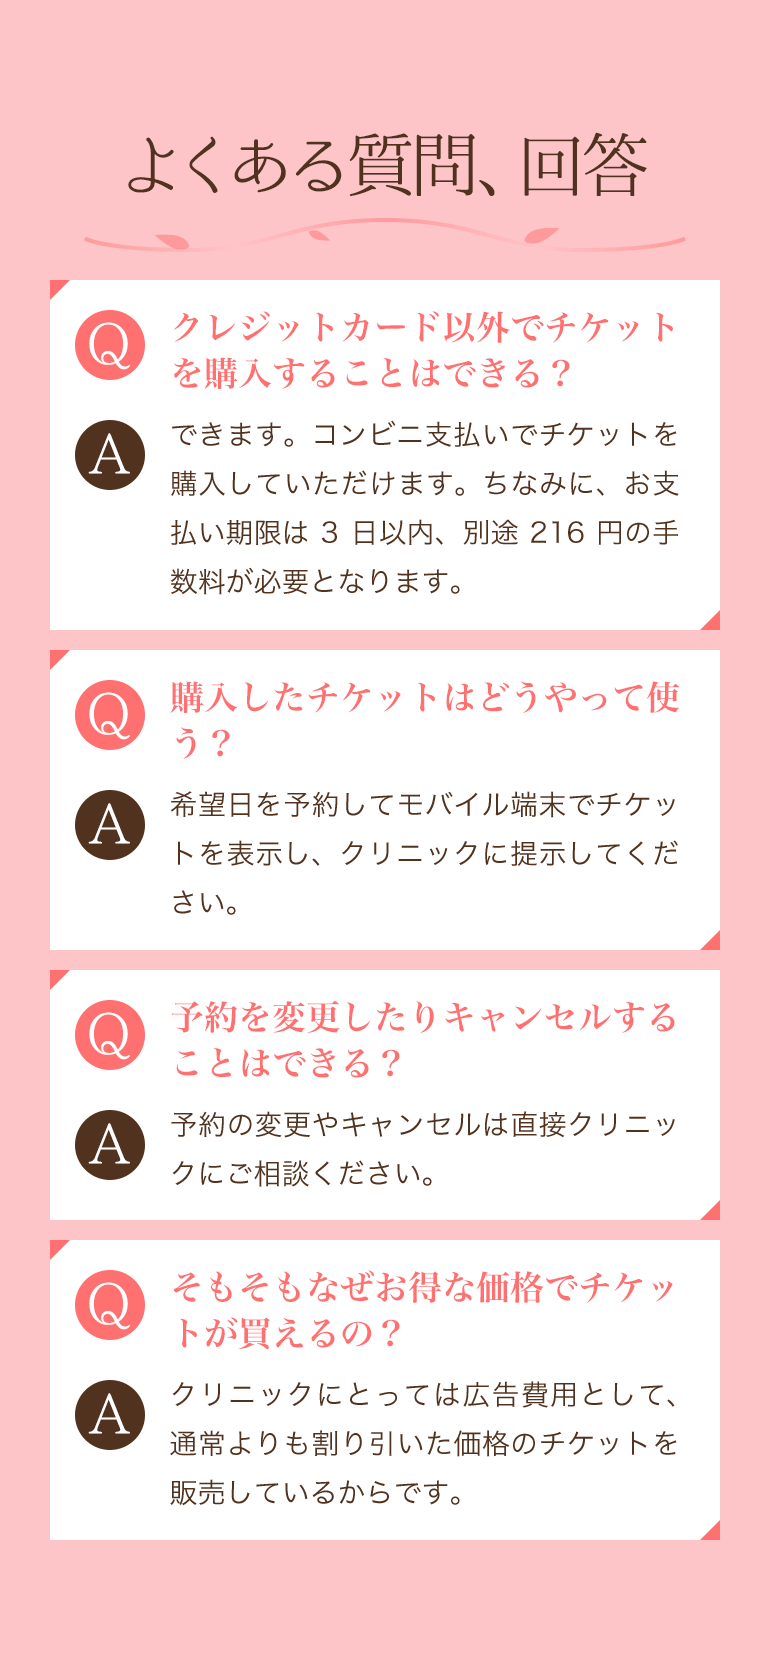 よくある質問、回答
Q
クレジットカード以外でチケット
を購入することはできる？
A
できます。コンビニ支払いでチケットを
購入していただけます。ちなみに、お支
払い期限は 3 日以内、別途 216 円の手
数料が必要となります。
Q
購入したチケットはどうやって使
う？
A
希望日を予約してモバイル端末でチケッ
トを表示し、クリニックに提示してくだ
さい。
Q
予約を変更したりキャンセルする
ことはできる？
A
予約の変更やキャンセルは直接クリニッ
クにご相談ください。
Q
そもそもなぜお得な価格でチケッ
トが買えるの？
A
クリニックにとっては広告費用として、
通常よりも割り引いた価格のチケットを
販売しているからです。